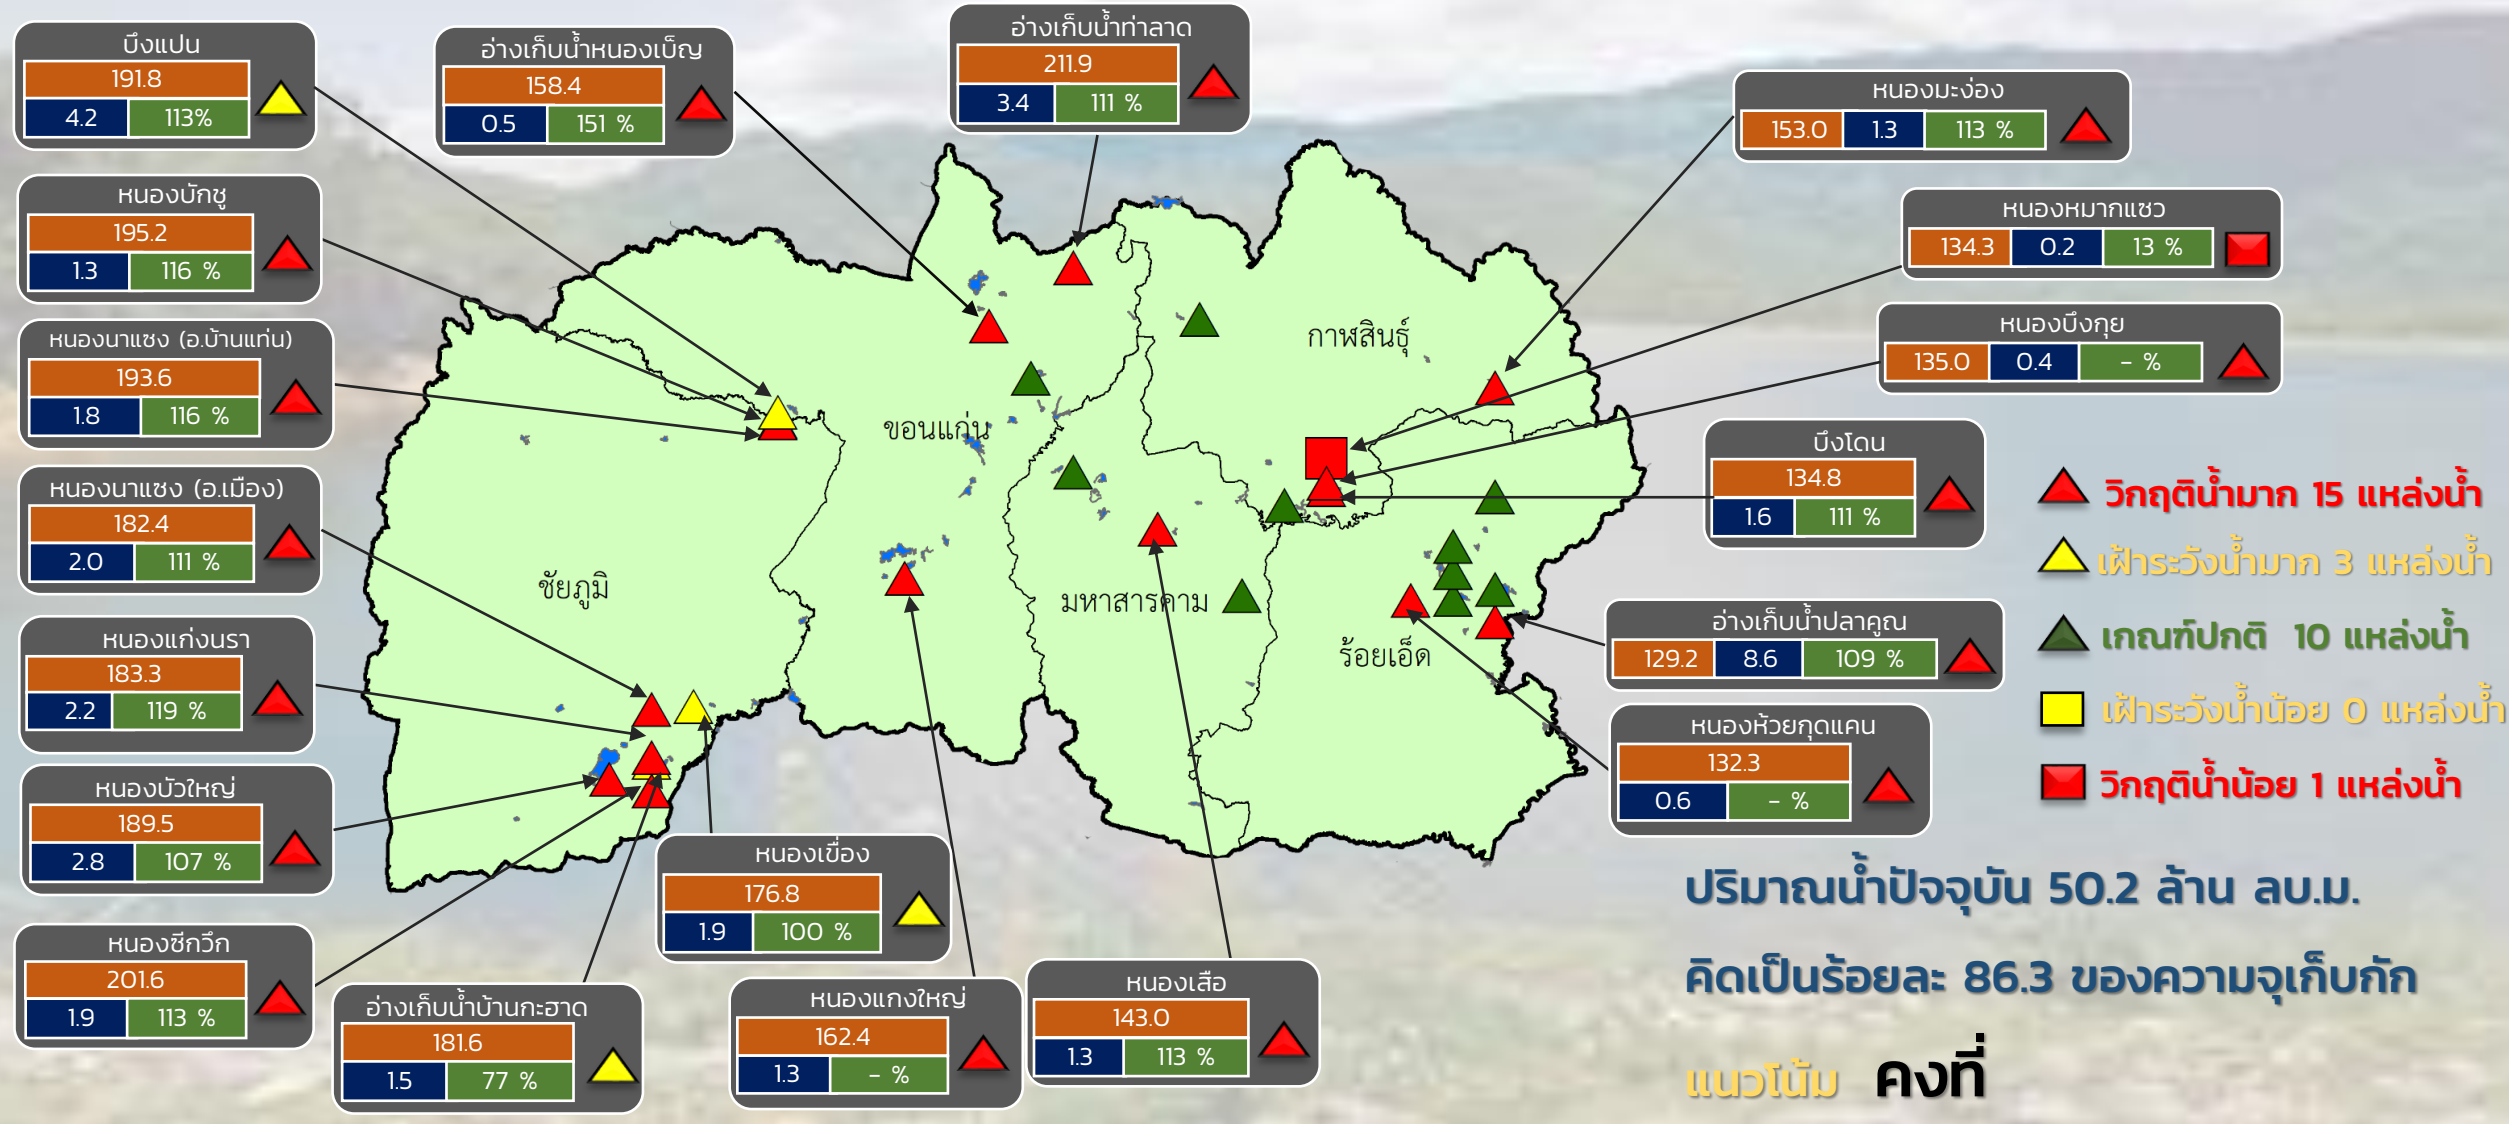 บึงแปน
191.8
4.2 113%
อ่างเก็บน้ำหนองเบ็ญ
158.4
0.5 151 %
อ่างเก็บน้ำท่าลาด
211.9
3.4 111 %
หนองมะง่อง
153.0 1.3 113 %
หนองบักชู
195.2
1.3 116 %
หนองหมากแซว
134.3 0.2 13 %
หนองนาแซง (อ.บ้านแท่น)
193.6
1.8 116 %
หนองบึงกุย
135.0 0.4 - %
บึงโดน
134.8
1.6 111 %
หนองนาแซง (อ.เมือง)
182.4
2.0 111 %
หนองแก่งนรา
183.3
2.2 119 %
อ่างเก็บน้ำปลาคูณ
129.2 8.6 109 %
หนองห้วยกุดแคน
132.3
0.6 - %
หนองบัวใหญ่
189.5
2.8 107 %
หนองเขื่อง
176.8
1.9 100 %
หนองซีกวึก
201.6
1.9 113 %
อ่างเก็บน้ำบ้านกะฮาด
181.6
1.5 77 %
หนองแกงใหญ่
162.4
1.3 - %
หนองเสือ
143.0
1.3 113 %
กาฬสินธุ์
ขอนแก่น
ชัยภูมิ
มหาสารคาม
ร้อยเอ็ด
วิกฤติน้ำมาก 15 แหล่งน้ำ
เฝ้าระวังน้ำมาก 3 แหล่งน้ำ
เกณฑ์ปกติ 10 แหล่งน้ำ
เฝ้าระวังน้ำน้อย 0 แหล่งน้ำ
วิกฤติน้ำน้อย 1 แหล่งน้ำ
ปริมาณน้ำปัจจุบัน 50.2 ล้าน ลบ.ม.
คิดเป็นร้อยละ 86.3 ของความจุเก็บกัก
แนวโน้ม คงที่